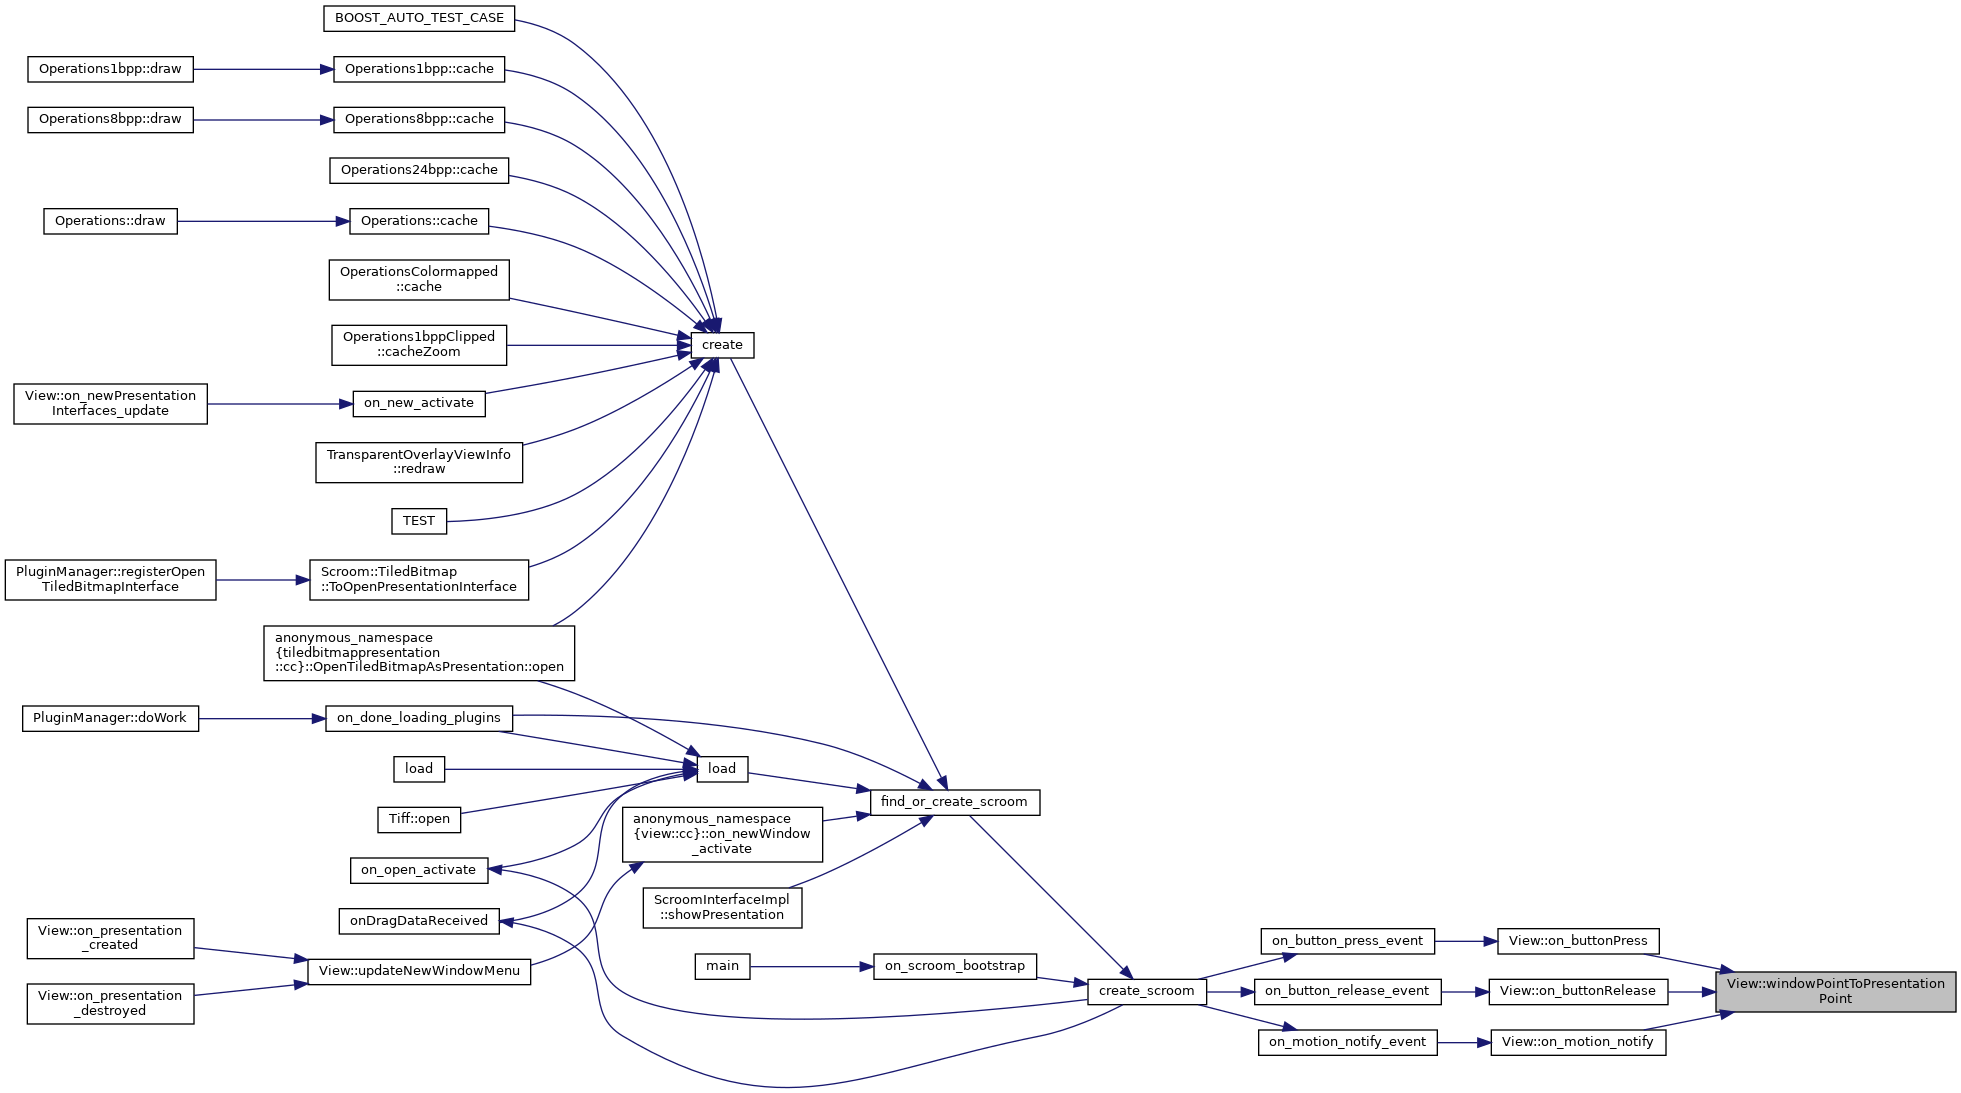 BOOST_AUTO_TEST_CASE
Operations1bpp::draw
Operations1bpp::cache
Operations8bpp::draw
Operations8bpp::cache
Operations24bpp::cache
Operations::draw
Operations::cache
OperationsColormapped
::cache
Operations1bppClipped
::cacheZoom
create
View::on_newPresentation
Interfaces_update
on_new_activate
TransparentOverlayViewInfo
::redraw
TEST
PluginManager::registerOpen
TiledBitmapInterface
Scroom::TiledBitmap
::ToOpenPresentationInterface
anonymous_namespace
{tiledbitmappresentation
::cc}::OpenTiledBitmapAsPresentation::open
PluginManager::doWork
on_done_loading_plugins
load
load
find_or_create_scroom
Tiff::open
anonymous_namespace
{view::cc}::on_newWindow
_activate
on_open_activate
ScroomInterfaceImpl
::showPresentation
onDragDataReceived
View::on_presentation
_created
View::updateNewWindowMenu
View::on_presentation
_destroyed
main
on_scroom_bootstrap
create_scroom
on_button_press_event
View::on_buttonPress
on_button_release_event
View::on_buttonRelease
on_motion_notify_event
View::on_motion_notify
View::windowPointToPresentation
Point